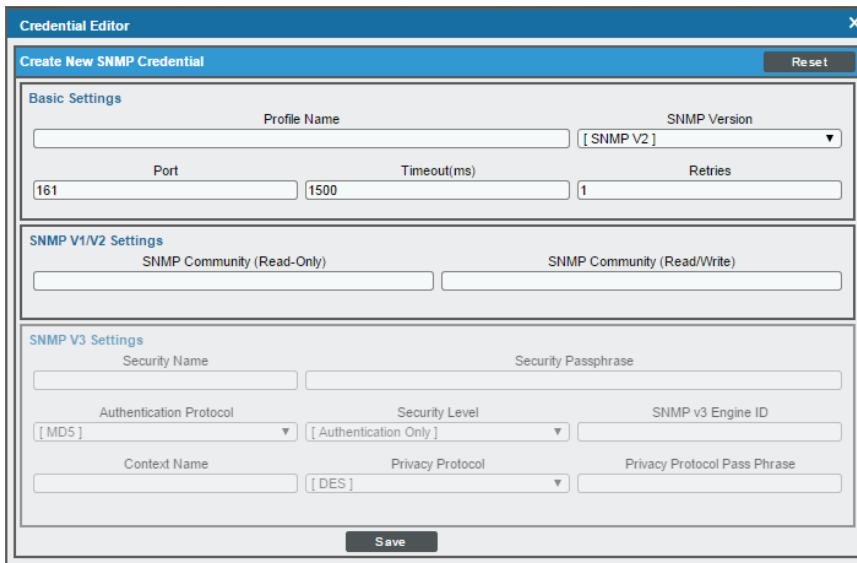 Credential Editor
Create New SNMP Credential Reset
Basic Settings
Profile Name SNMP Version
[ SNMP V2 ]
Port Timeout(ms) Retries
161 1500 1
SNMP V1/V2 Settings
SNMP Community (Read-Only) SNMP Community (Read/Write)
SNMP V3 Settings
Security Name Security Passphrase
Authentication Protocol Security Level SNMP v3 Engine ID
[ MD5 ] [ Authentication Only ]
Context Name Privacy Protocol Privacy Protocol Pass Phrase
[ DES ]
Save